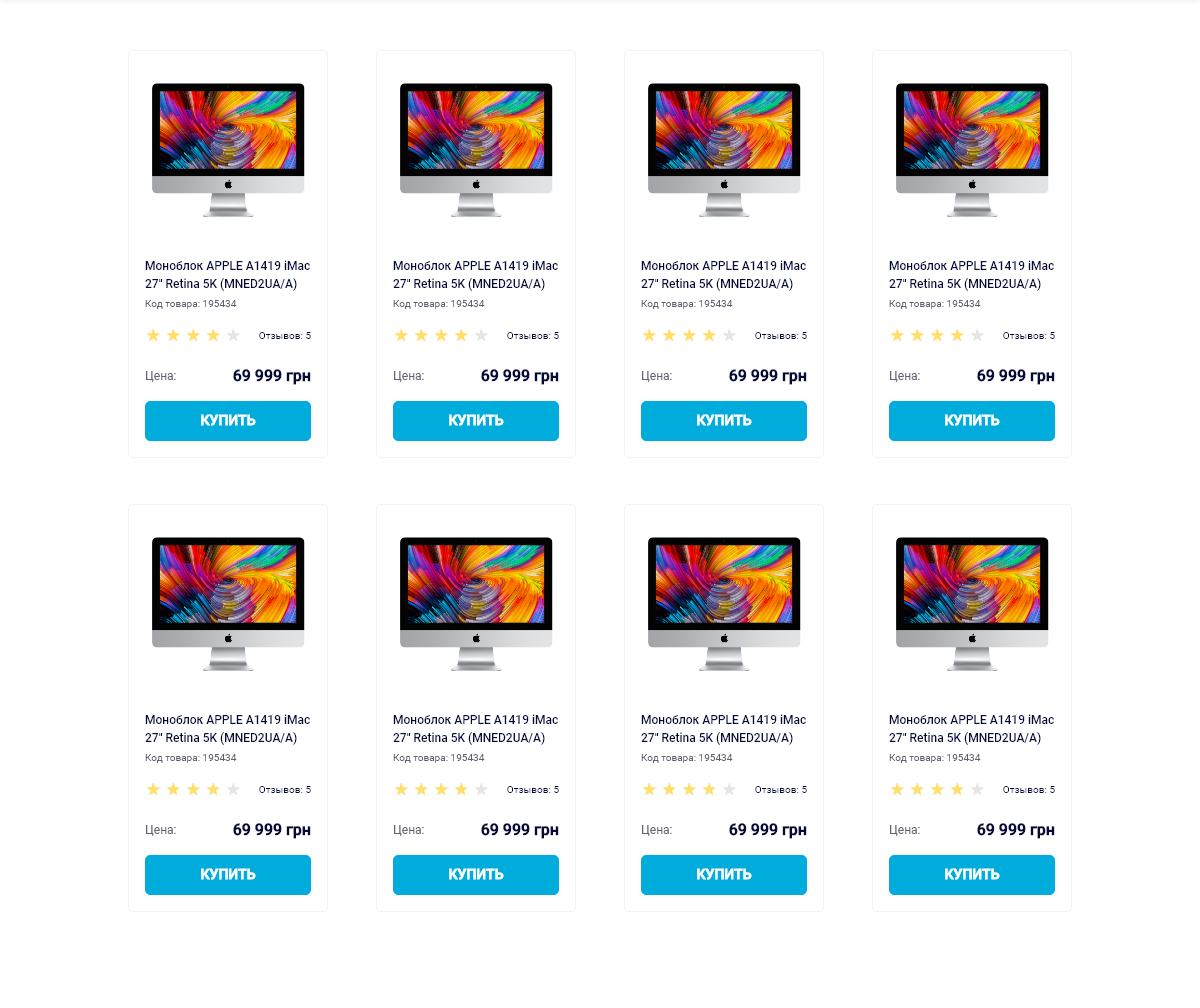 Моноблок APPLE A1419 iMac
27" Retina 5K (MNED2UA/A)
Код товара: 195434
Отзывов: 5
Цена: 69 999 грн
КУПИТЬ
Моноблок APPLE A1419 iMac
27" Retina 5K (MNED2UA/A)
Код товара: 195434
Отзывов: 5
Цена: 69 999 грн
КУПИТЬ
Моноблок APPLE A1419 iMac
27" Retina 5K (MNED2UA/A)
Код товара: 195434
Отзывов: 5
Цена: 69 999 грн
КУПИТЬ
Моноблок APPLE A1419 iMac
27" Retina 5K (MNED2UA/A)
Код товара: 195434
Отзывов: 5
Цена: 69 999 грн
КУПИТЬ
Моноблок APPLE A1419 iMac
27" Retina 5K (MNED2UA/A)
Код товара: 195434
Отзывов: 5
Цена: 69 999 грн
КУПИТЬ
Моноблок APPLE A1419 iMac
27" Retina 5K (MNED2UA/A)
Код товара: 195434
Отзывов: 5
Цена: 69 999 грн
КУПИТЬ
Моноблок APPLE A1419 iMac
27" Retina 5K (MNED2UA/A)
Код товара: 195434
Отзывов: 5
Цена: 69 999 грн
КУПИТЬ
Моноблок APPLE A1419 iMac
27" Retina 5K (MNED2UA/A)
Код товара: 195434
Отзывов: 5
Цена: 69 999 грн
КУПИТЬ